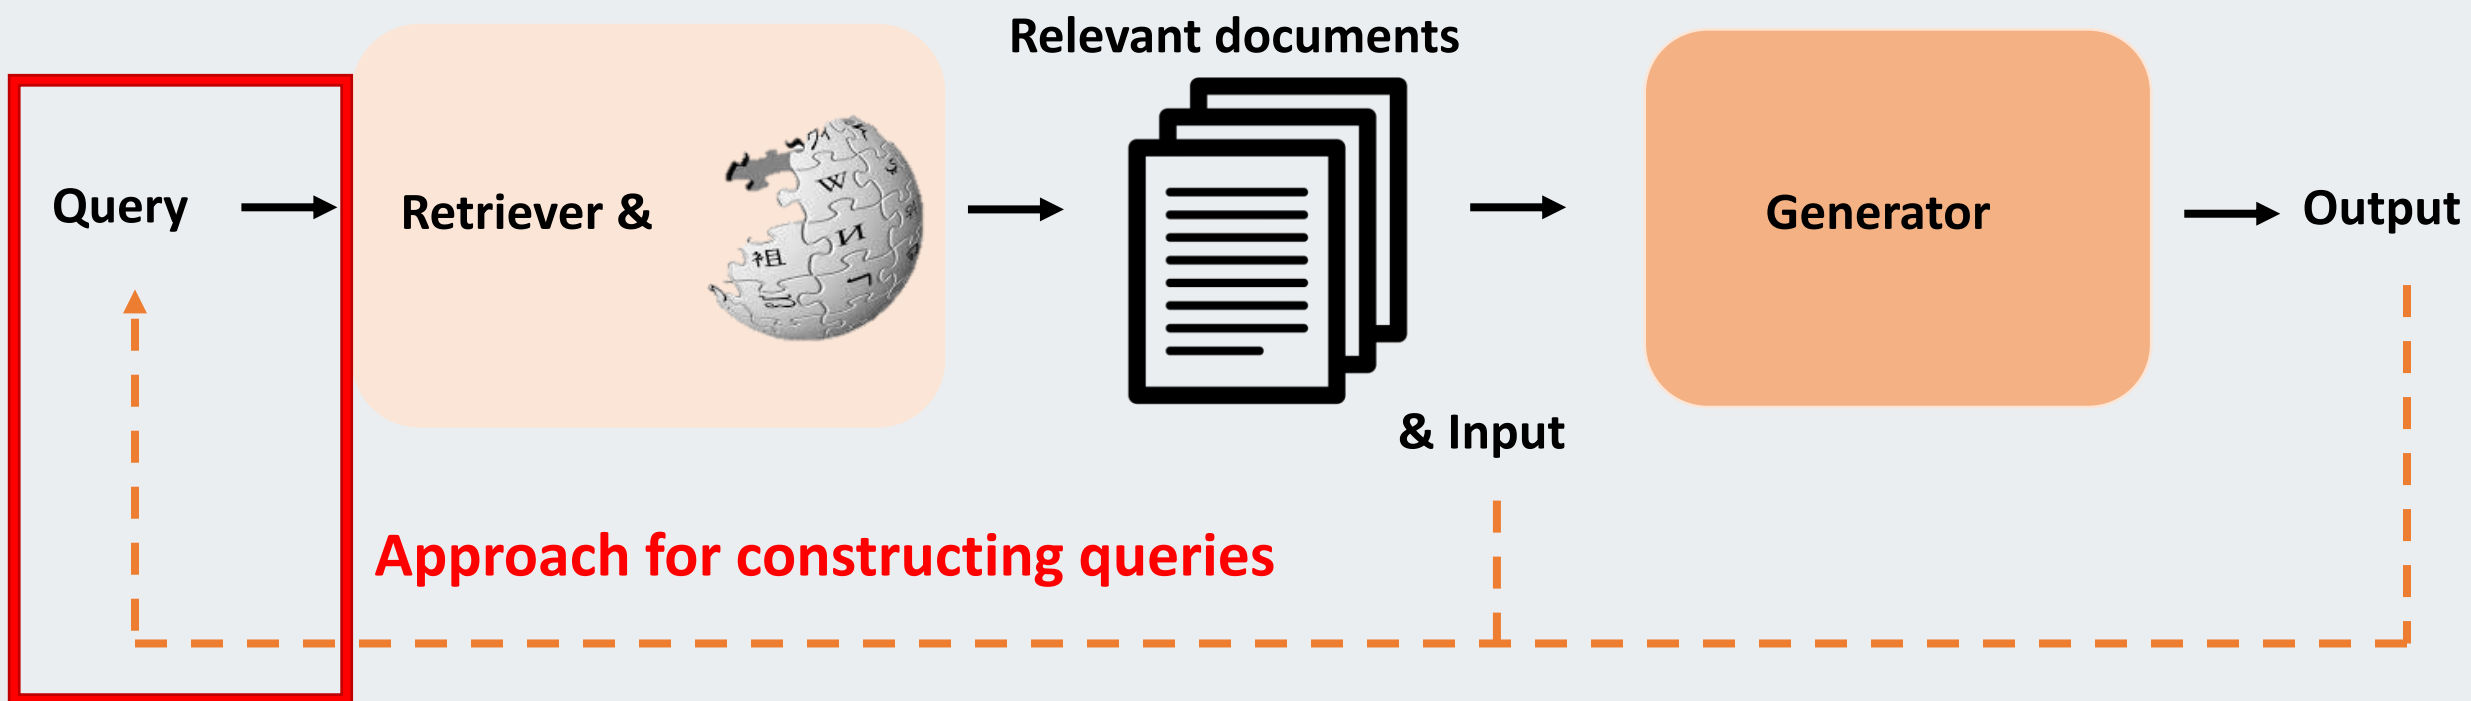 Relevant documents
Query
Retriever &
Generator
Output
& Input
Approach for constructing queries